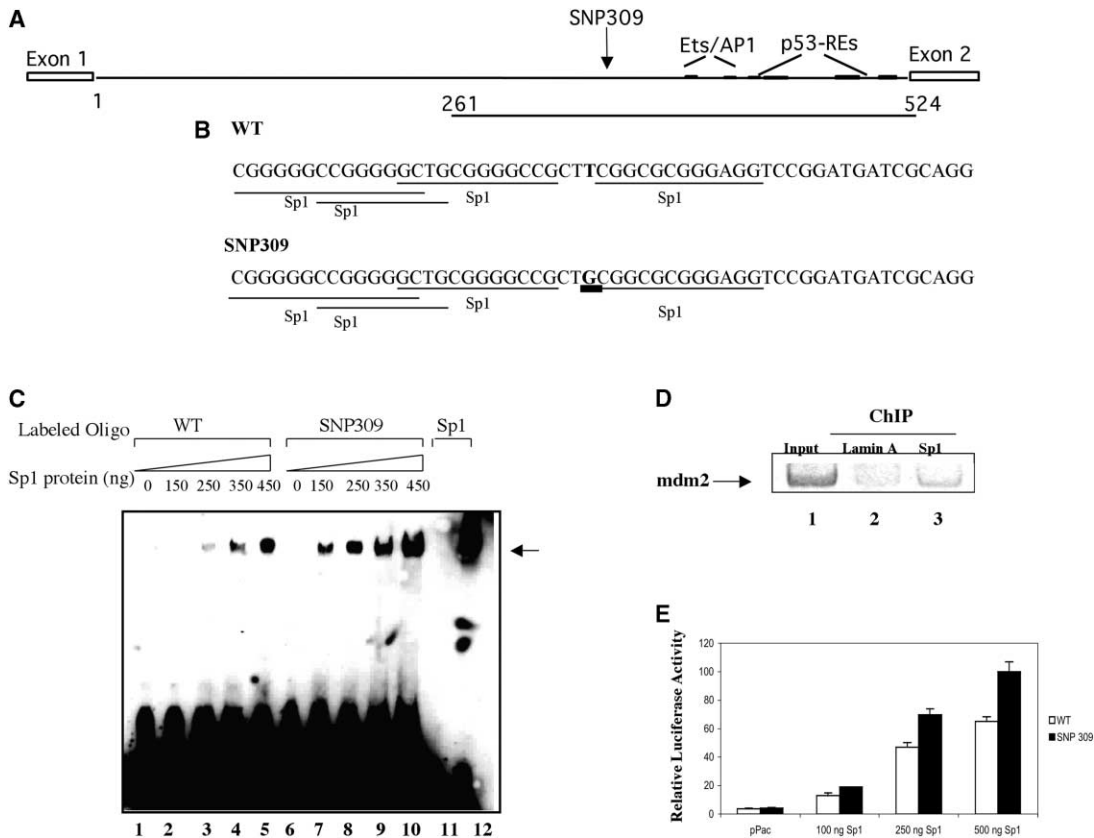 A
SNP309
Exon 1
Ets/AP1
p53-REs
Exon 2
1
261
524
B
WT
CGGGGGCCGGGGGCTGCGGGGCCGCTTCGGCGCGGGAGGTCCGGATGATCGCAGG
Sp1 Sp1 Sp1 Sp1
SNP309
CGGGGGCCGGGGGCTGCGGGGCCGCTGCGGCGCGGGAGGTCCGGATGATCGCAGG
Sp1 Sp1 Sp1 Sp1
C
Labeled Oligo WT SNP309 Sp1
Sp1 protein (ng) 0 150 250 350 450 0 150 250 350 450
1 2 3 4 5 6 7 8 9 10 11 12
D
ChIP
Input Lamin A Sp1
mdm2
1 2 3
E
Relative Luciferase Activity
120
100
80
60
40
20
0
WT
SNP 309
pPac 100 ng Sp1 250 ng Sp1 500 ng Sp1